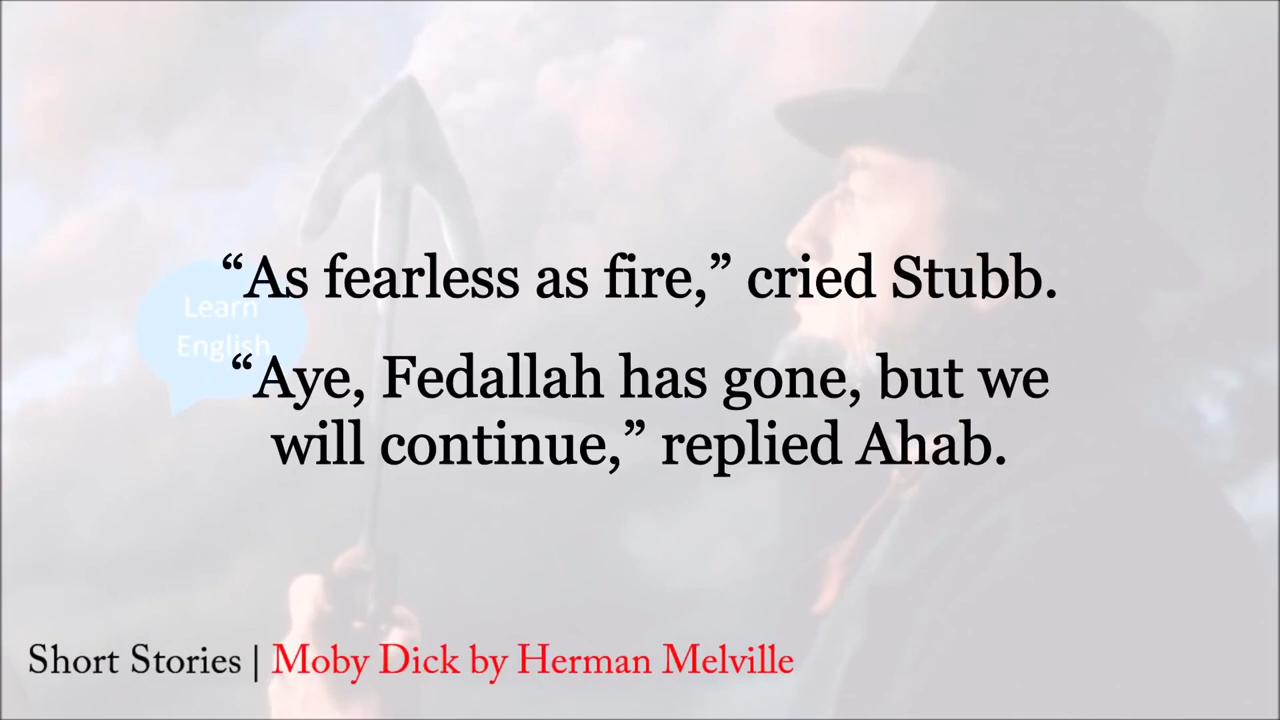 “As fearless as fire,” cried Stubb.
Learn
English
“Aye, Fedallah has gone, but we
will continue,” replied Ahab.
Short Stories | Moby Dick by Herman Melville